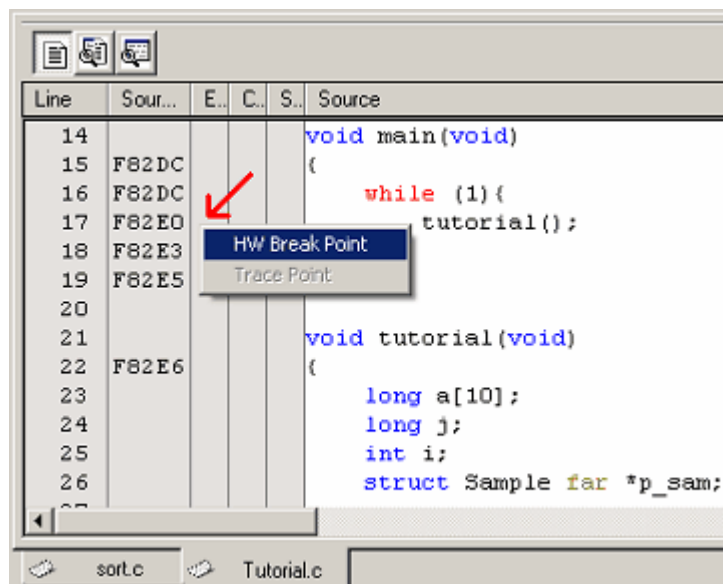 Line Sour... E.. C.. S.. Source
14 void main(void)
15 F82DC {
16 F82DC while (1){
17 F82E0 tutorial();
18 F82E3
19 F82E5
HW Break Point
Trace Point
20
21 void tutorial(void)
22 F82E6 {
23 long a[10];
24 long j;
25 int i;
26 struct Sample far *p_sam;
sort.c Tutorial.c